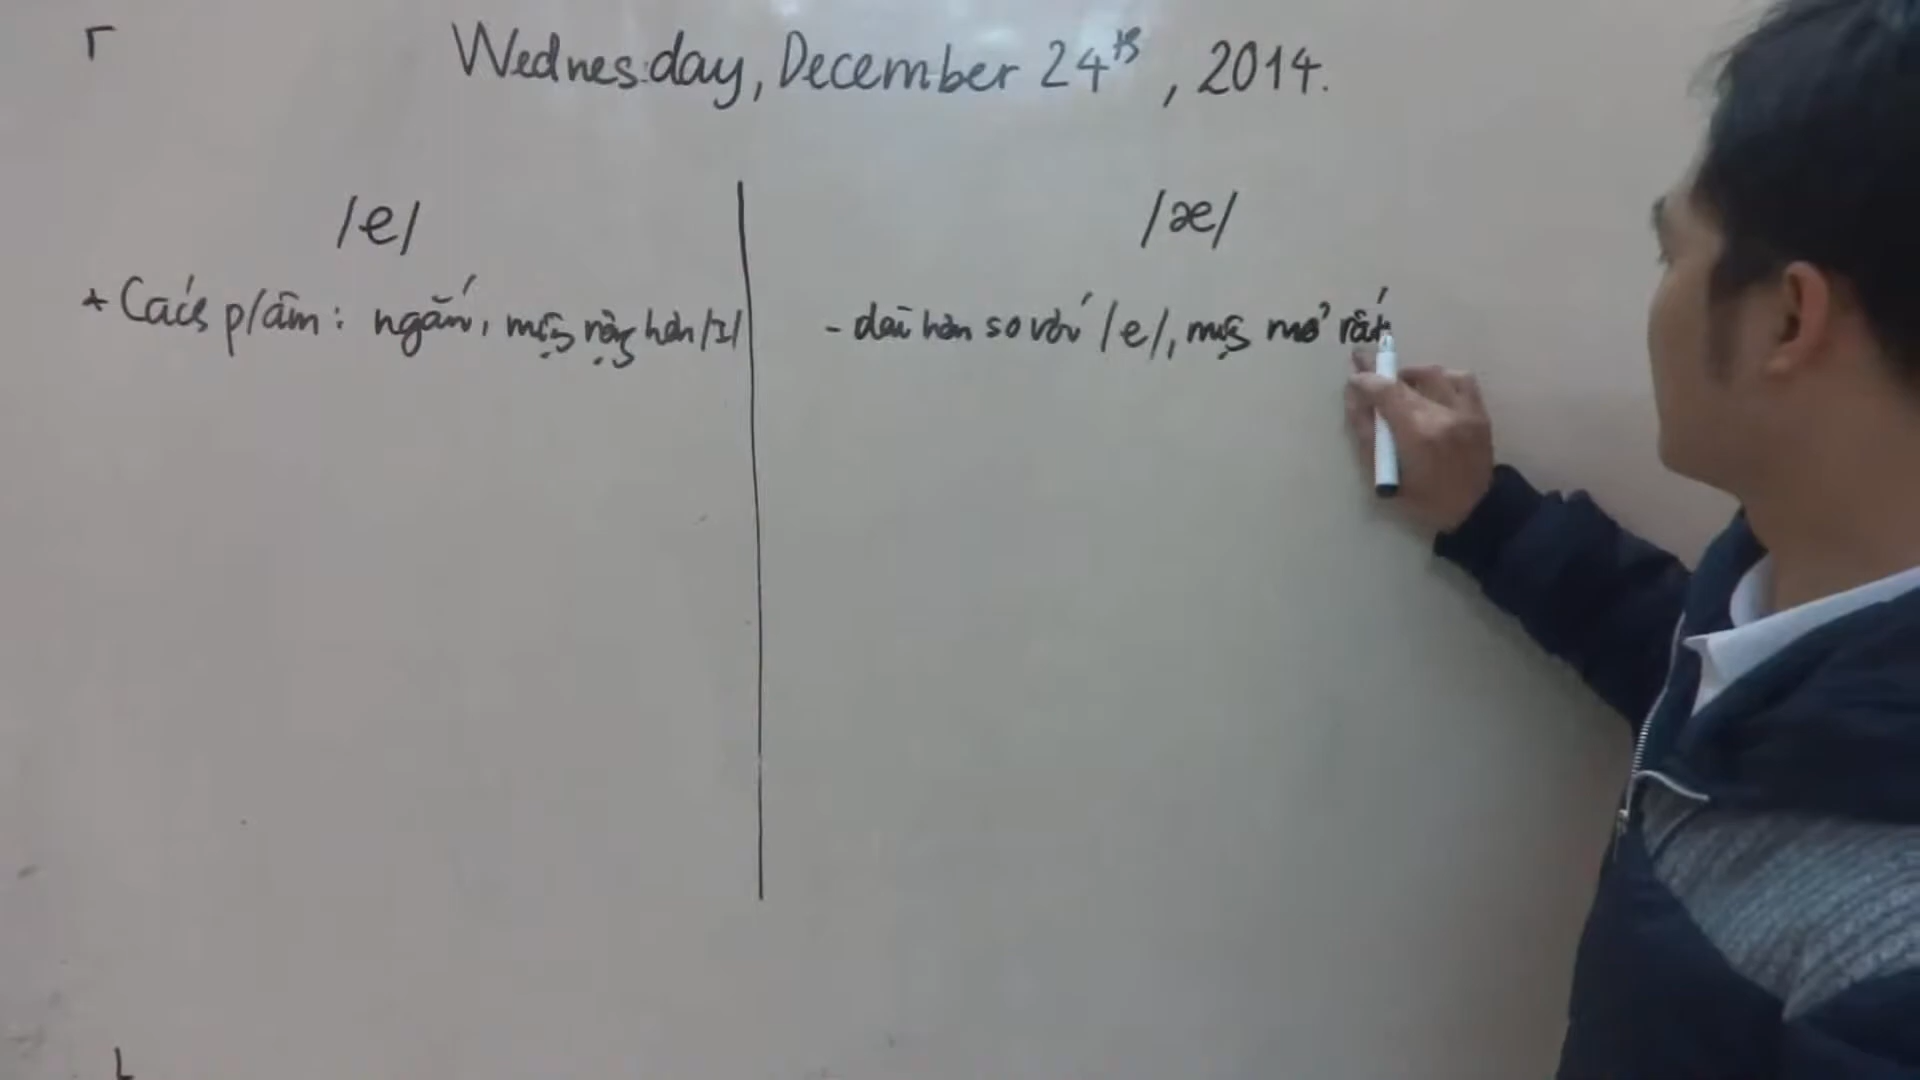 Wednesday, December 24th, 2014.
/e/
/æ/
* Cách p/âm: ngắn, miệng rộng hơn /ɪ/
- dài hơn so với /e/, miệng mở rất